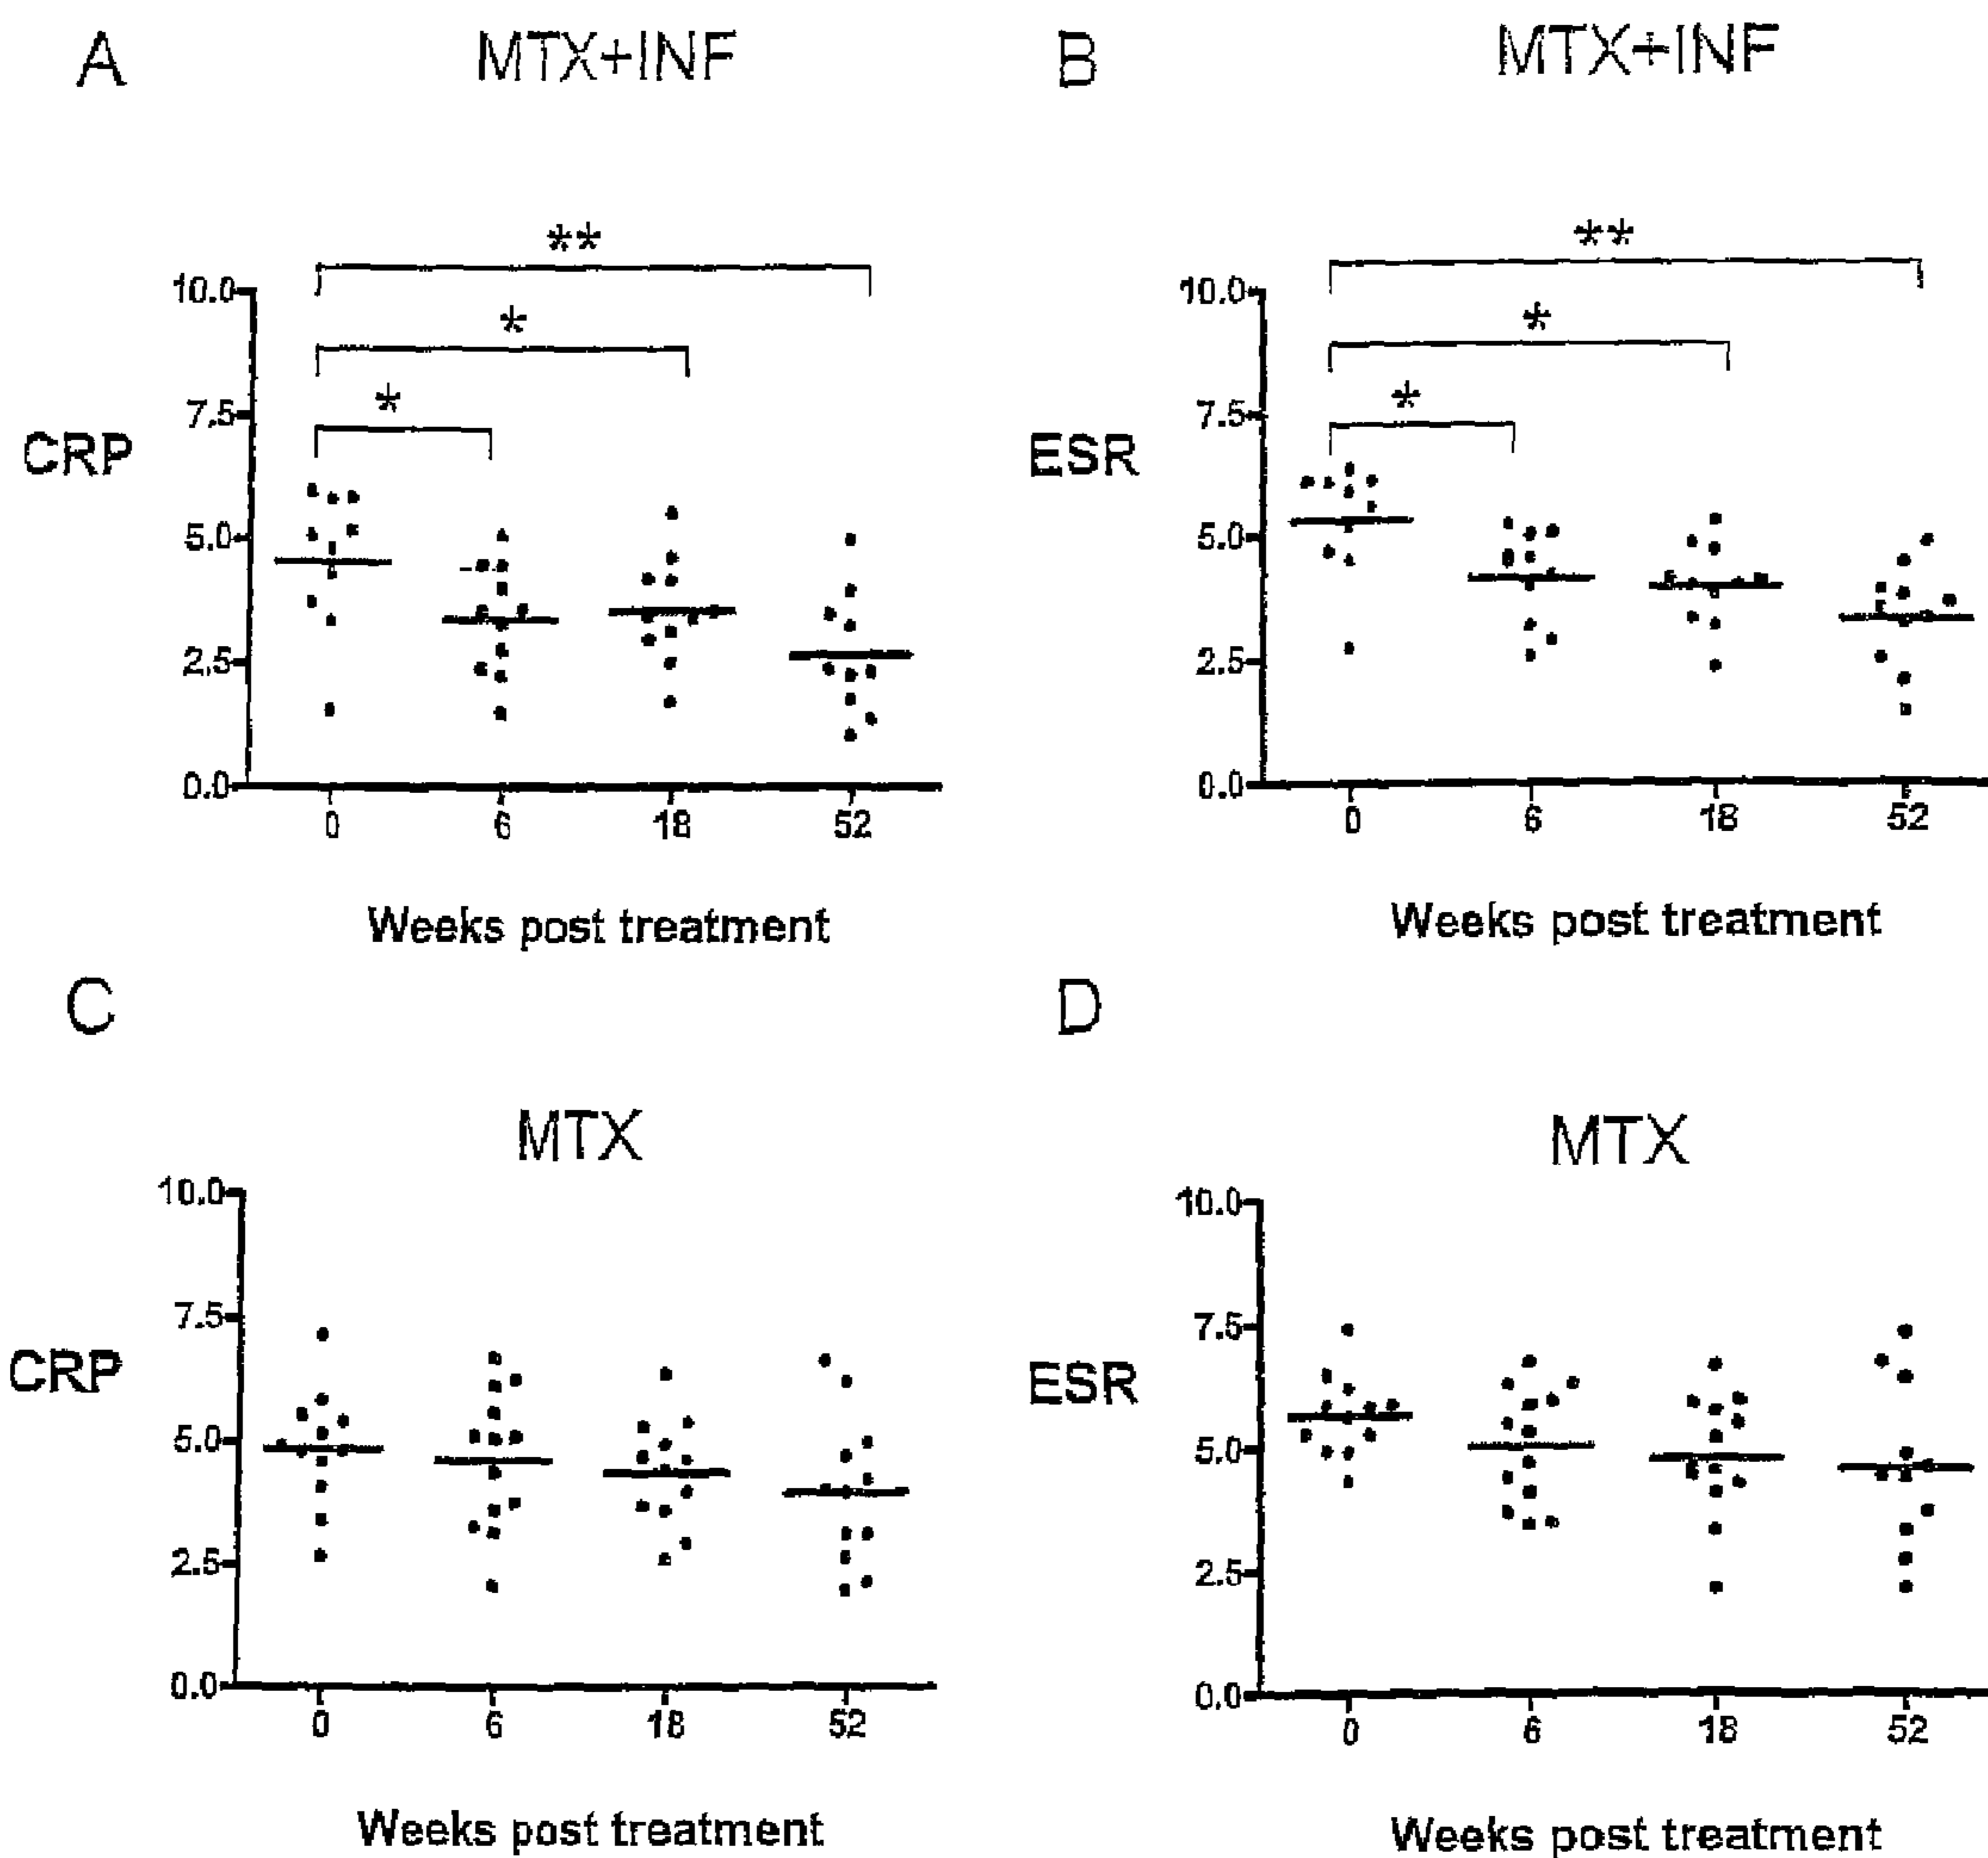 A
MTX+INF
**
*
*
10.0
7.5
5.0
2.5
0.0
CRP
0 6 18 52
Weeks post treatment
B
MTX+INF
**
*
*
10.0
7.5
5.0
2.5
0.0
ESR
0 6 18 52
Weeks post treatment
C
MTX
10.0
7.5
5.0
2.5
0.0
CRP
0 6 18 52
Weeks post treatment
D
MTX
10.0
7.5
5.0
2.5
0.0
ESR
0 6 18 52
Weeks post treatment